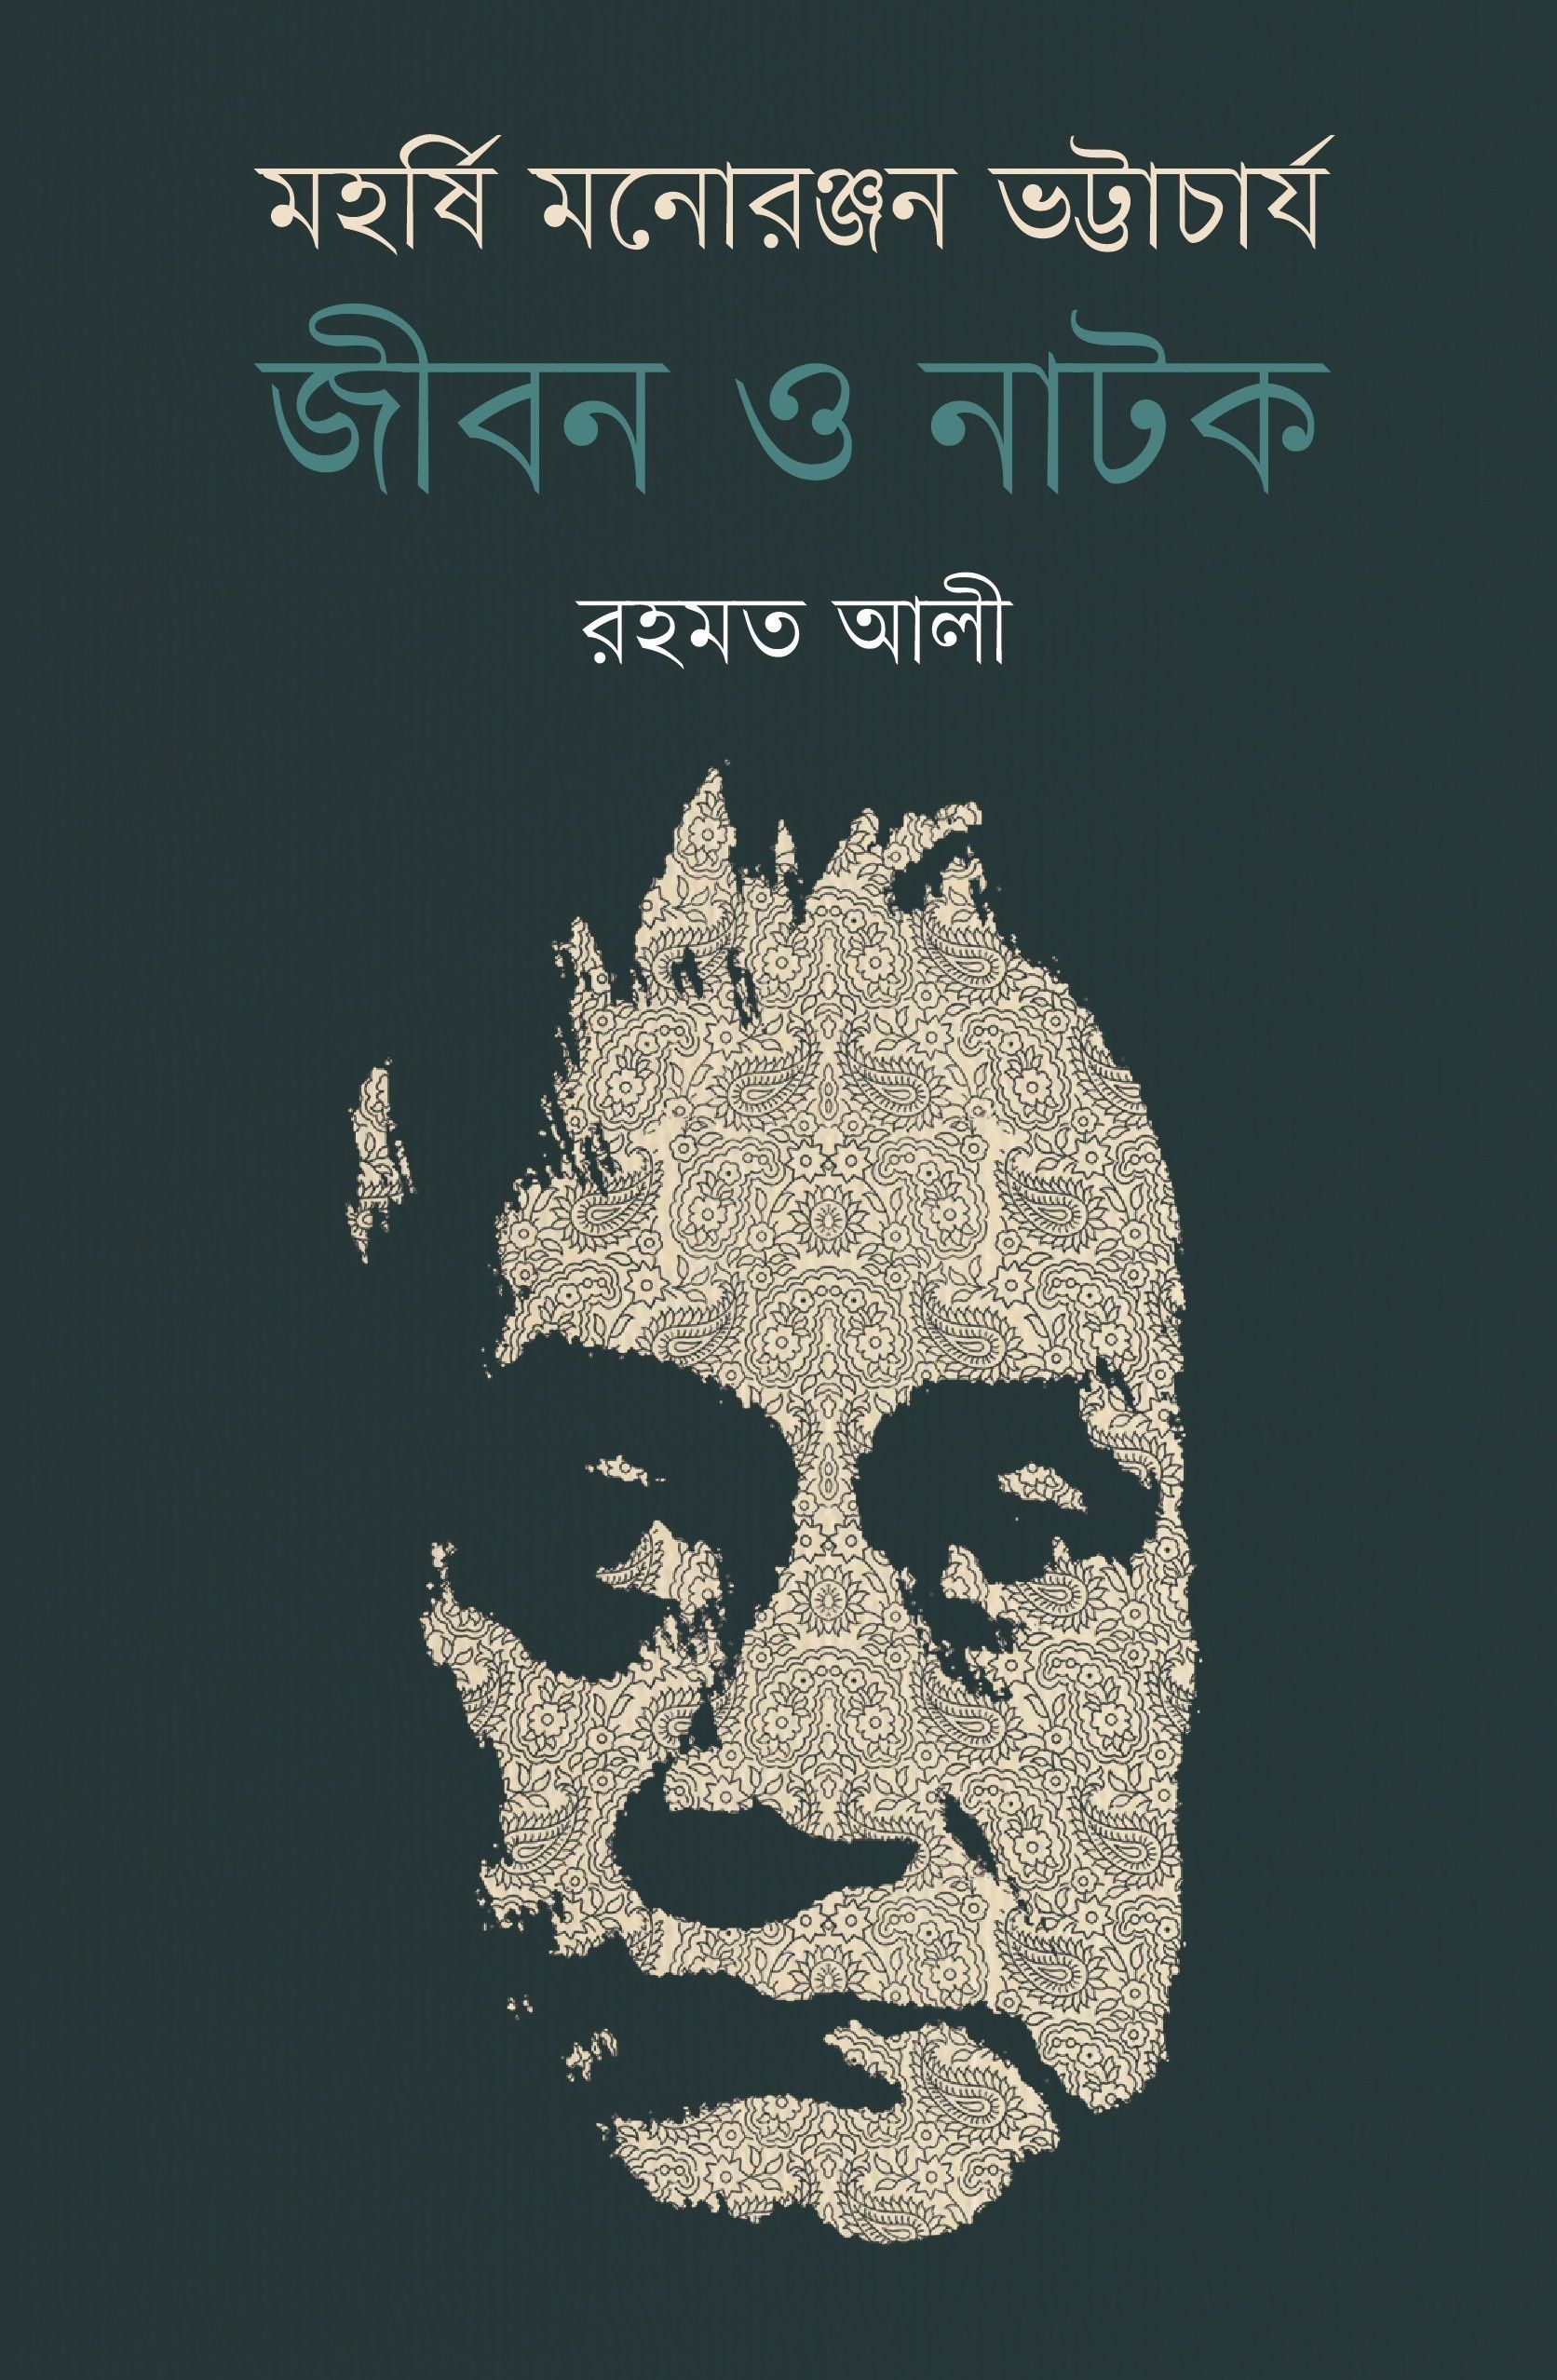 মহর্ষি মনোরঞ্জন ভট্টাচার্য
জীবন ও নাটক
রহমত আলী